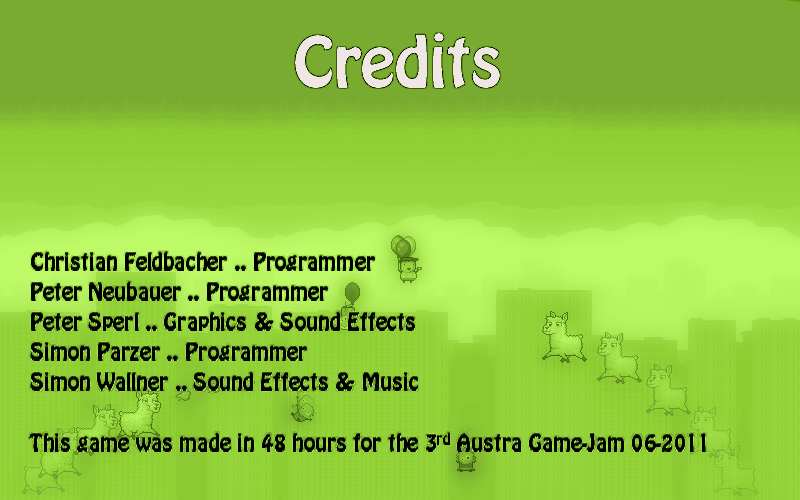 Credits
Christian Feldbacher .. Programmer
Peter Neubauer .. Programmer
Peter Sperl .. Graphics & Sound Effects
Simon Parzer .. Programmer
Simon Wallner .. Sound Effects & Music
This game was made in 48 hours for the 3rd Austra Game-Jam 06-2011